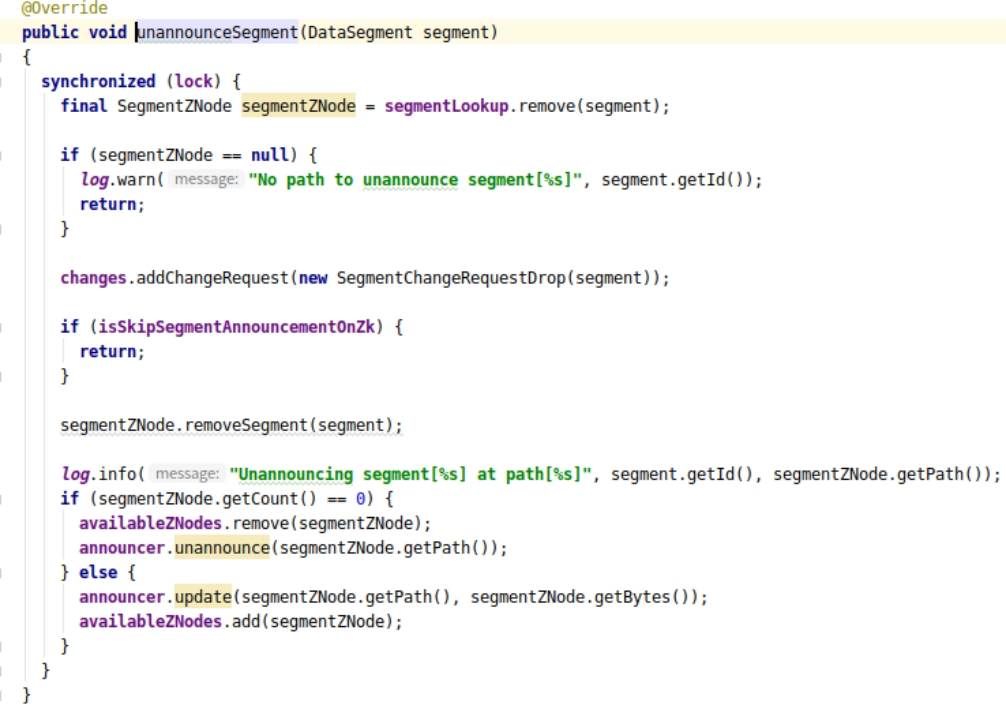 @Override
public void unannounceSegment(DataSegment segment)
{
synchronized (lock) {
final SegmentZNode segmentZNode = segmentLookup.remove(segment);
if (segmentZNode == null) {
log.warn( message: "No path to unannounce segment[%s]", segment.getId());
return;
}
changes.addChangeRequest(new SegmentChangeRequestDrop(segment));
if (isSkipSegmentAnnouncementOnZk) {
return;
}
segmentZNode.removeSegment(segment);
log.info( message: "Unannouncing segment[%s] at path[%s]", segment.getId(), segmentZNode.getPath());
if (segmentZNode.getCount() == 0) {
availableZNodes.remove(segmentZNode);
announcer.unannounce(segmentZNode.getPath());
} else {
announcer.update(segmentZNode.getPath(), segmentZNode.getBytes());
availableZNodes.add(segmentZNode);
}
}
}